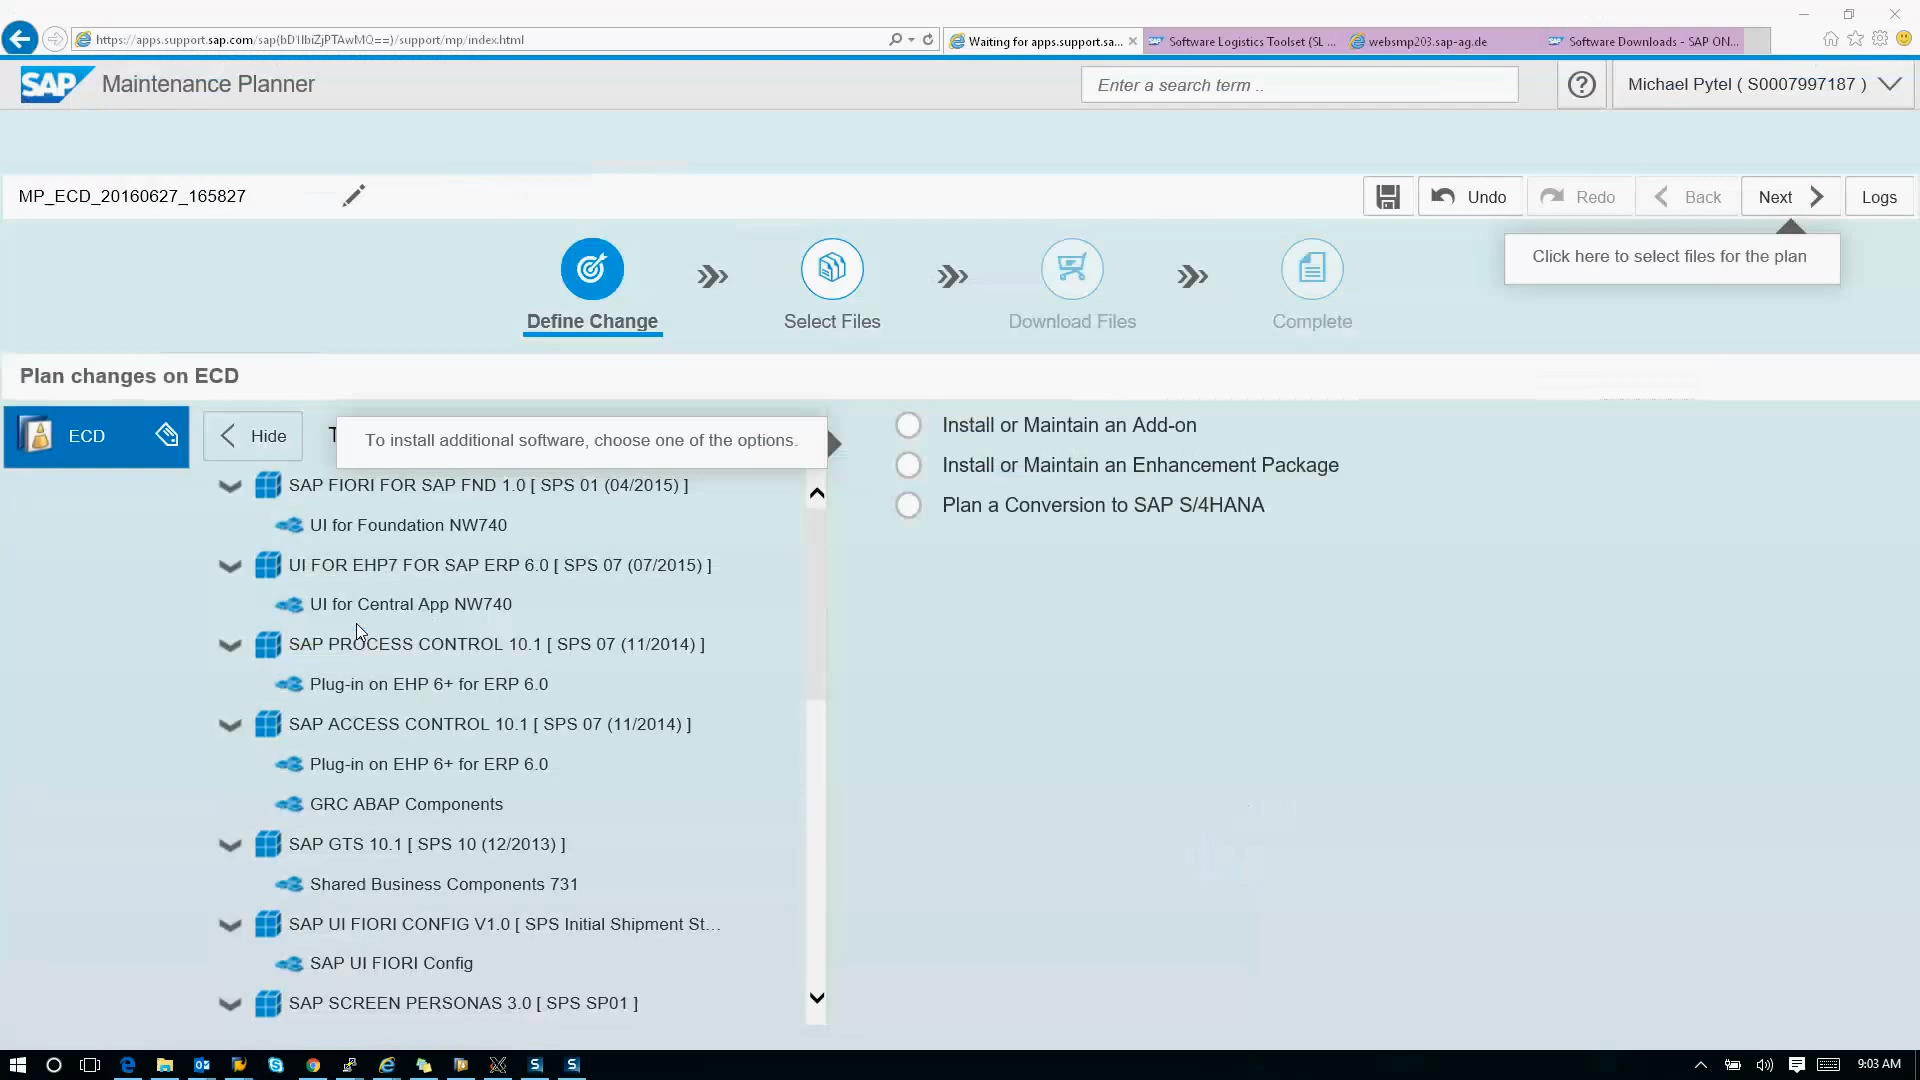 https://apps.support.sap.com/sap(bD1lbiZjPTAwMQ==)/support/mp/index.html
Waiting for apps.support.sa...
Software Logistics Toolset (SL ...
websmp203.sap-ag.de
Software Downloads - SAP ON...
SAP
Maintenance Planner
Enter a search term ..
Michael Pytel ( S0007997187 )
MP_ECD_20160627_165827
Undo
Redo
Back
Next
Logs
Click here to select files for the plan
Define Change
Select Files
Download Files
Complete
Plan changes on ECD
ECD
Hide
T
To install additional software, choose one of the options.
Install or Maintain an Add-on
Install or Maintain an Enhancement Package
Plan a Conversion to SAP S/4HANA
SAP FIORI FOR SAP FND 1.0 [ SPS 01 (04/2015) ]
UI for Foundation NW740
UI FOR EHP7 FOR SAP ERP 6.0 [ SPS 07 (07/2015) ]
UI for Central App NW740
SAP PROCESS CONTROL 10.1 [ SPS 07 (11/2014) ]
Plug-in on EHP 6+ for ERP 6.0
SAP ACCESS CONTROL 10.1 [ SPS 07 (11/2014) ]
Plug-in on EHP 6+ for ERP 6.0
GRC ABAP Components
SAP GTS 10.1 [ SPS 10 (12/2013) ]
Shared Business Components 731
SAP UI FIORI CONFIG V1.0 [ SPS Initial Shipment St...
SAP UI FIORI Config
SAP SCREEN PERSONAS 3.0 [ SPS SP01 ]
9:03 AM